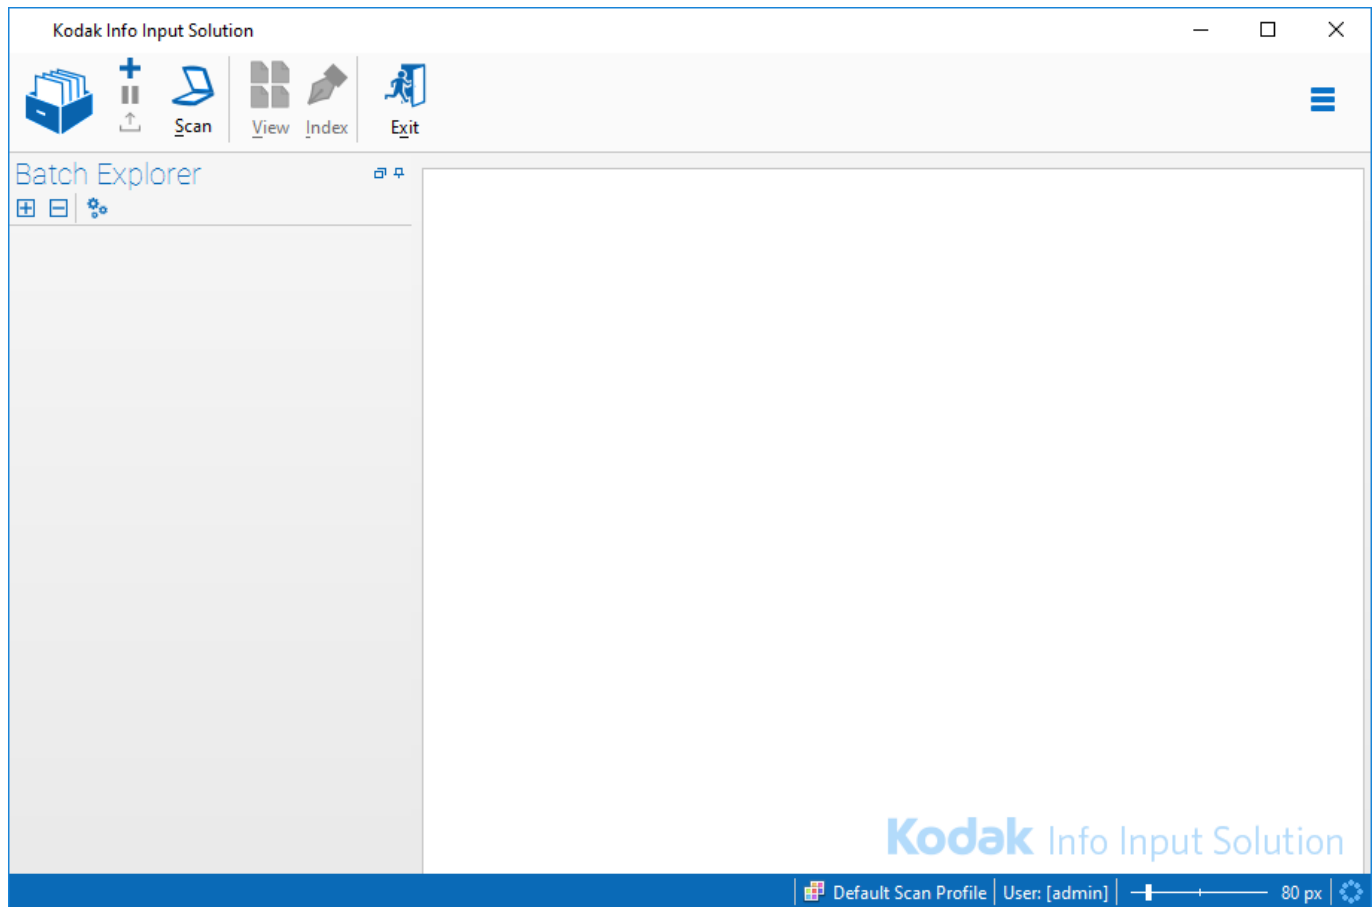 Kodak Info Input Solution
Scan
View
Index
Exit
Batch Explorer
Kodak Info Input Solution
Default Scan Profile
User: [admin]
80 px